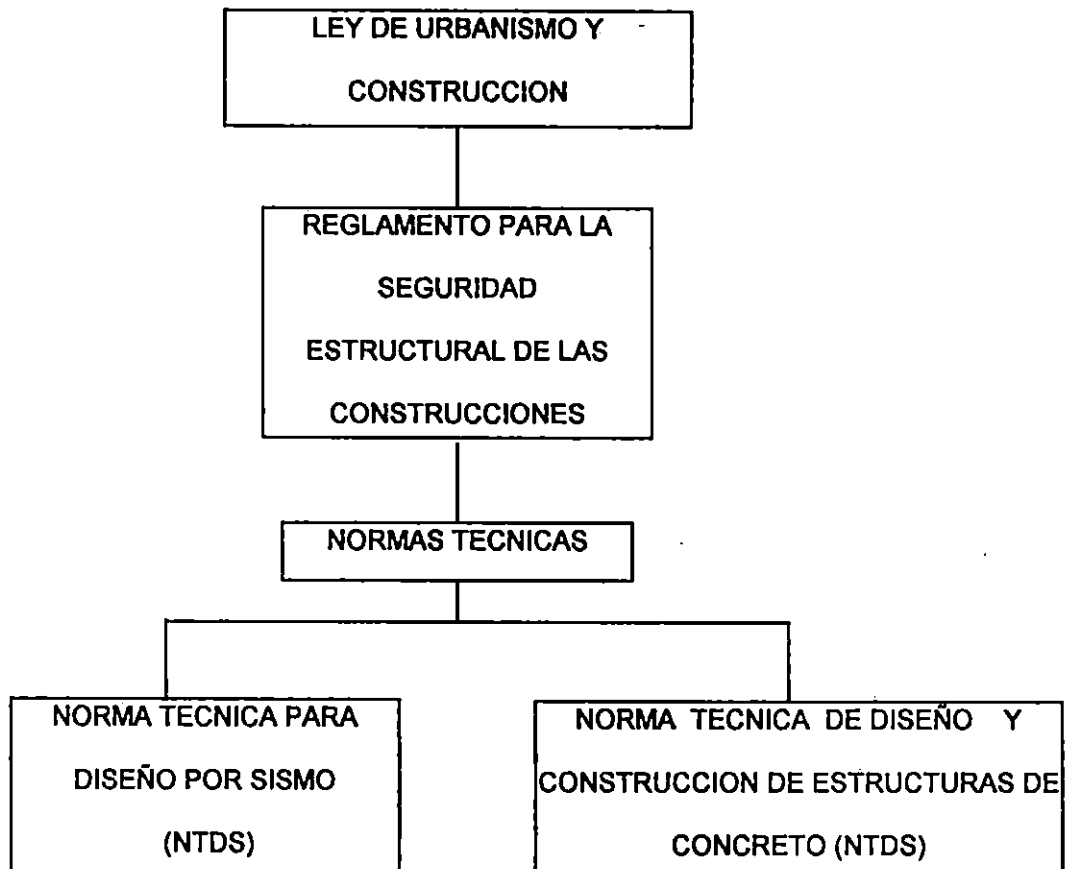 LEY DE URBANISMO Y
CONSTRUCCION
REGLAMENTO PARA LA
SEGURIDAD
ESTRUCTURAL DE LAS
CONSTRUCCIONES
NORMAS TECNICAS
NORMA TECNICA PARA
DISEÑO POR SISMO
(NTDS)
NORMA TECNICA DE DISEÑO Y
CONSTRUCCION DE ESTRUCTURAS DE
CONCRETO (NTDS)